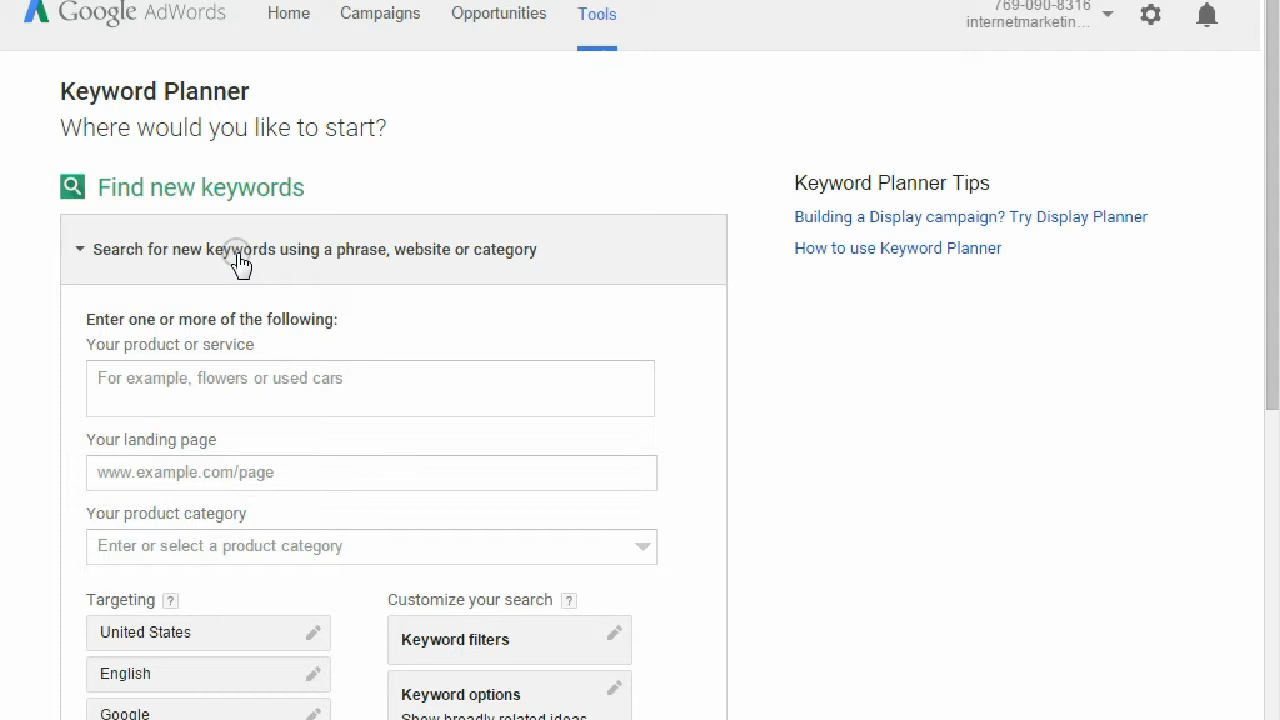 Google AdWords Home Campaigns Opportunities Tools
769-090-8316
internetmarketin...
Keyword Planner
Where would you like to start?
Find new keywords
Search for new keywords using a phrase, website or category
Enter one or more of the following:
Your product or service
For example, flowers or used cars
Your landing page
www.example.com/page
Your product category
Enter or select a product category
Targeting ?
United States
English
Google
Customize your search ?
Keyword filters
Keyword options
Show broadly related ideas
Keyword Planner Tips
Building a Display campaign? Try Display Planner
How to use Keyword Planner